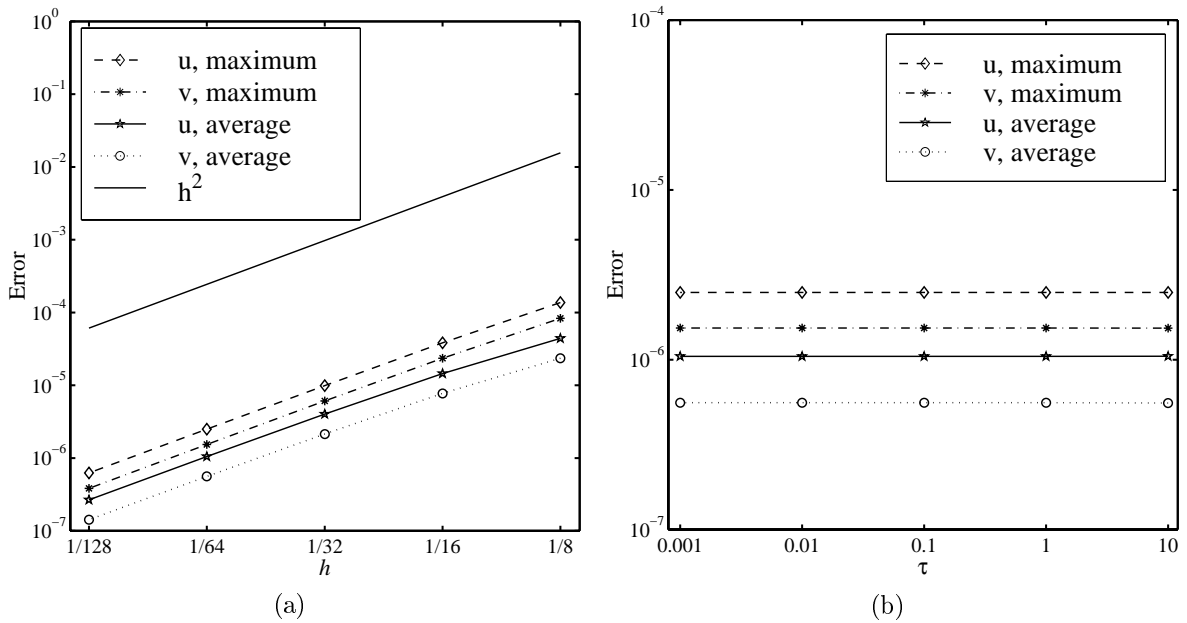 10^0
10^-1
10^-2
10^-3
10^-4
10^-5
10^-6
10^-7
Error
u, maximum
v, maximum
u, average
v, average
h^2
1/128
1/64
1/32
1/16
1/8
h
(a)
10^-4
10^-5
10^-6
10^-7
Error
u, maximum
v, maximum
u, average
v, average
0.001
0.01
0.1
1
10
τ
(b)